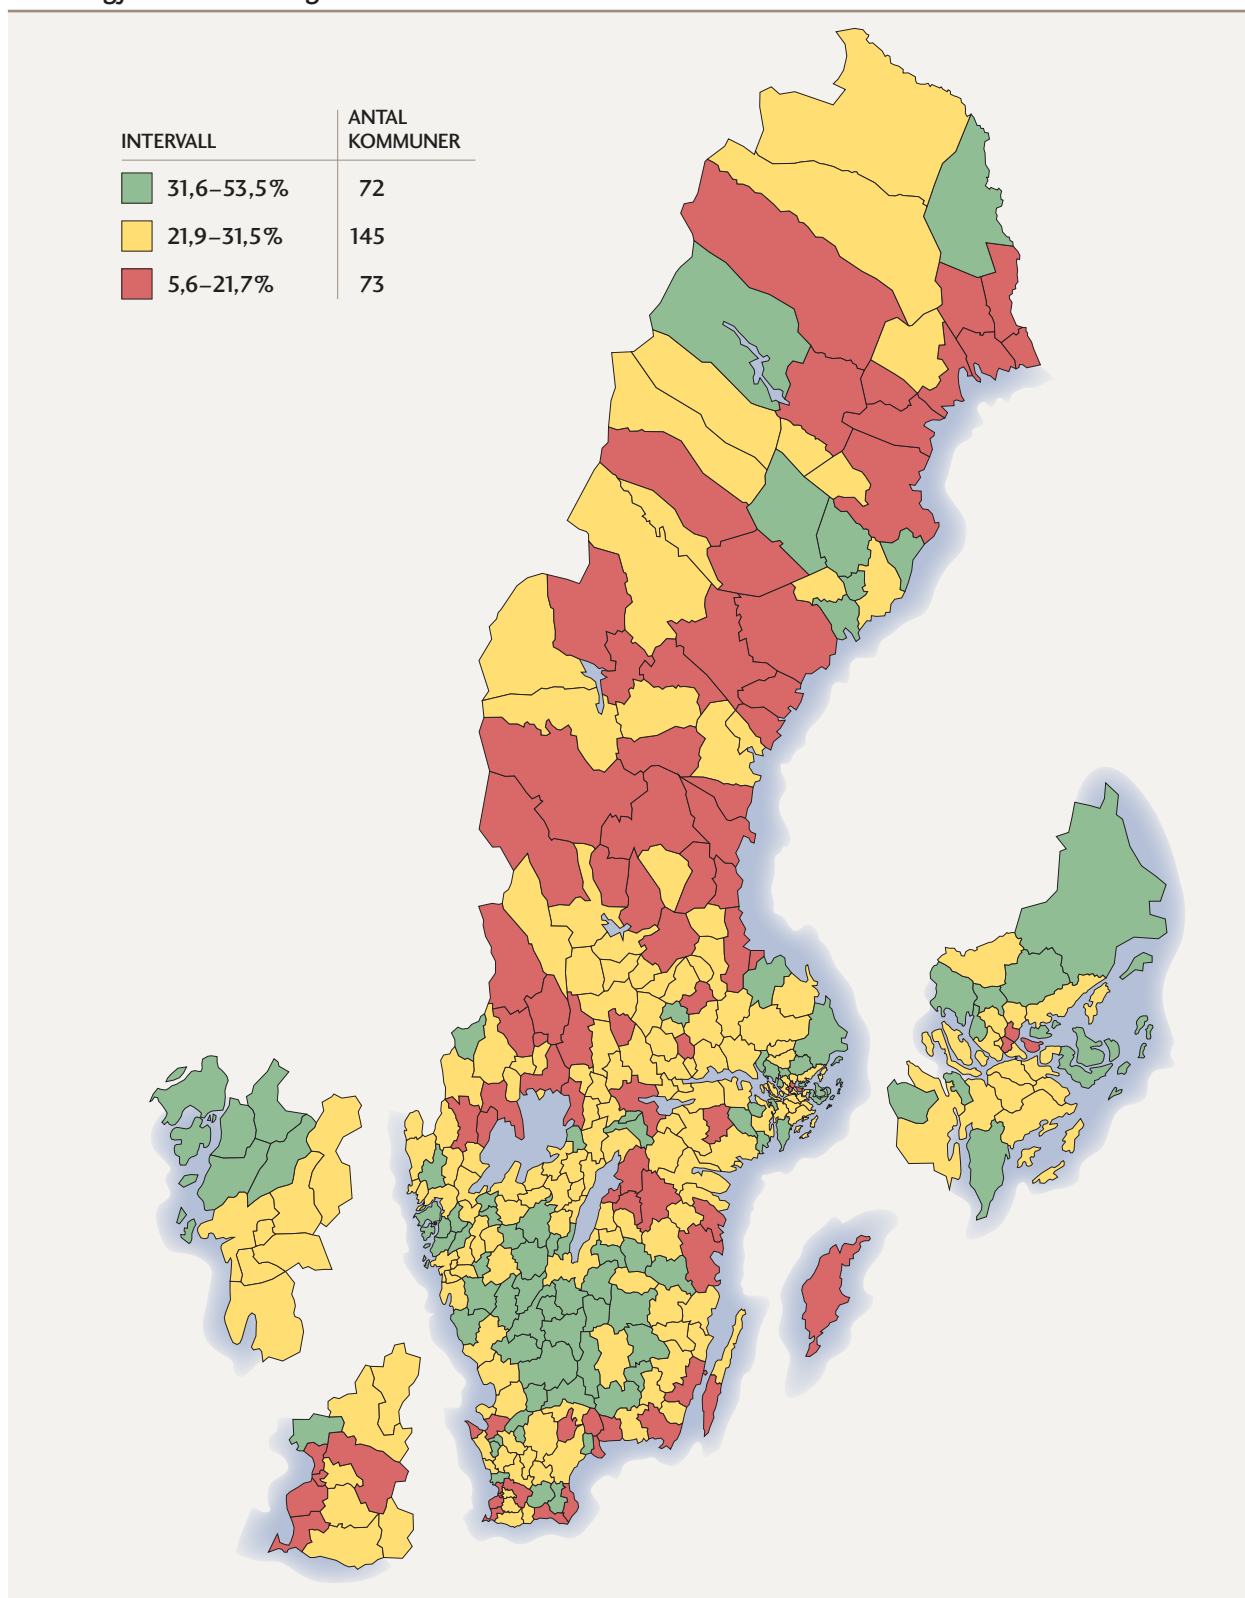 INTERVALL
ANTAL
KOMMUNER
31,6–53,5% 72
21,9–31,5% 145
5,6–21,7% 73